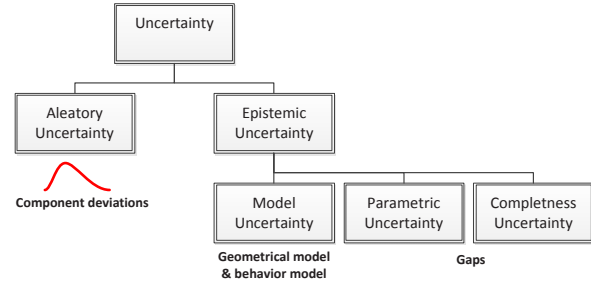 Uncertainty
Aleatory
Uncertainty
Epistemic
Uncertainty
Component deviations
Model
Uncertainty
Parametric
Uncertainty
Completness
Uncertainty
Geometrical model
& behavior model
Gaps